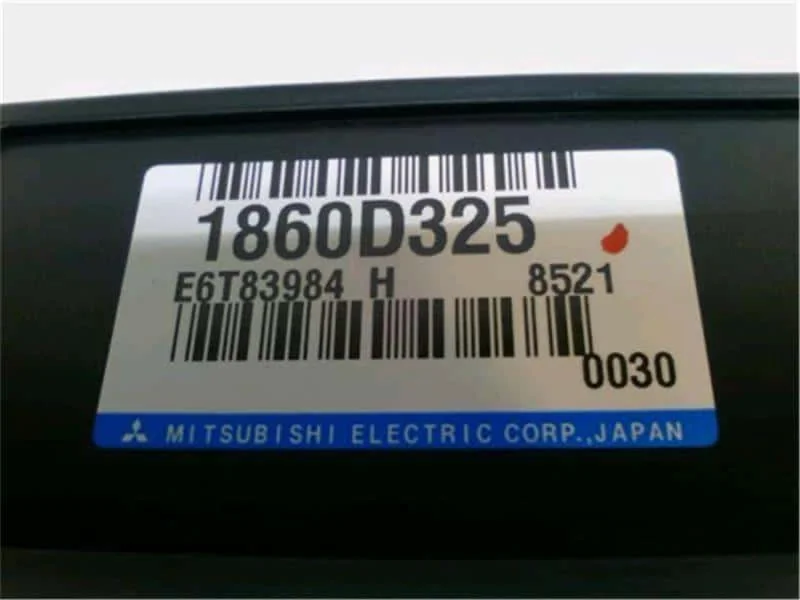 1860D325
E6T83984 H 8521
0030
MITSUBISHI ELECTRIC CORP.,JAPAN